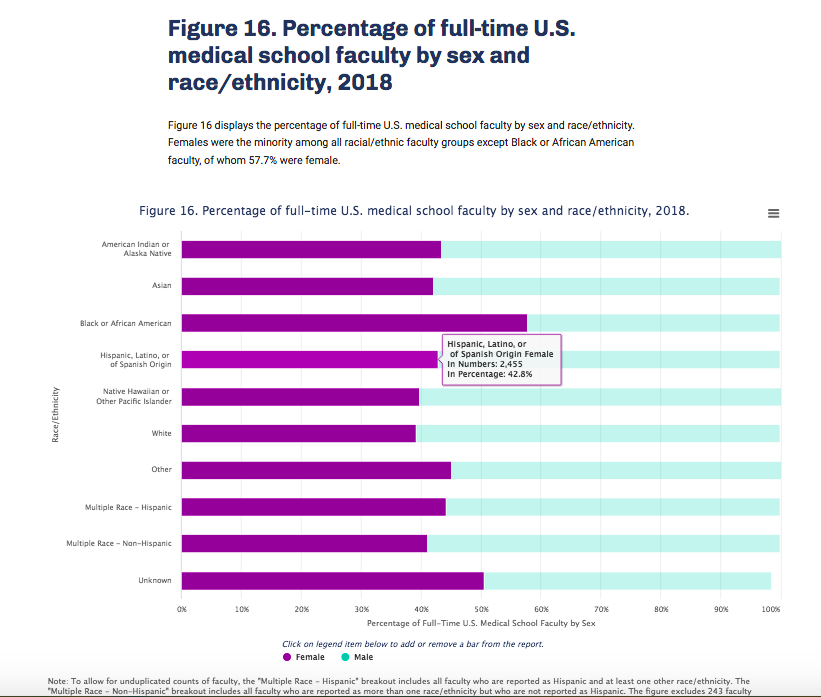 Figure 16. Percentage of full-time U.S.
medical school faculty by sex and
race/ethnicity, 2018
Figure 16 displays the percentage of full-time U.S. medical school faculty by sex and race/ethnicity.
Females were the minority among all racial/ethnic faculty groups except Black or African American
faculty, of whom 57.7% were female.
Figure 16. Percentage of full-time U.S. medical school faculty by sex and race/ethnicity, 2018.
American Indian or
Alaska Native
Asian
Black or African American
Hispanic, Latino, or
of Spanish Origin
Hispanic, Latino, or
of Spanish Origin Female
In Numbers: 2,455
In Percentage: 42.8%
Native Hawaiian or
Other Pacific Islander
Race/Ethnicity
White
Other
Multiple Race – Hispanic
Multiple Race – Non-Hispanic
Unknown
0% 10% 20% 30% 40% 50% 60% 70% 80% 90% 100%
Percentage of Full-Time U.S. Medical School Faculty by Sex
Click on legend item below to add or remove a bar from the report.
Female Male
Note: To allow for unduplicated counts of faculty, the "Multiple Race – Hispanic" breakout includes all faculty who are reported as Hispanic and at least one other race/ethnicity. The
"Multiple Race – Non-Hispanic" breakout includes all faculty who are reported as more than one race/ethnicity but who are not reported as Hispanic. The figure excludes 243 faculty